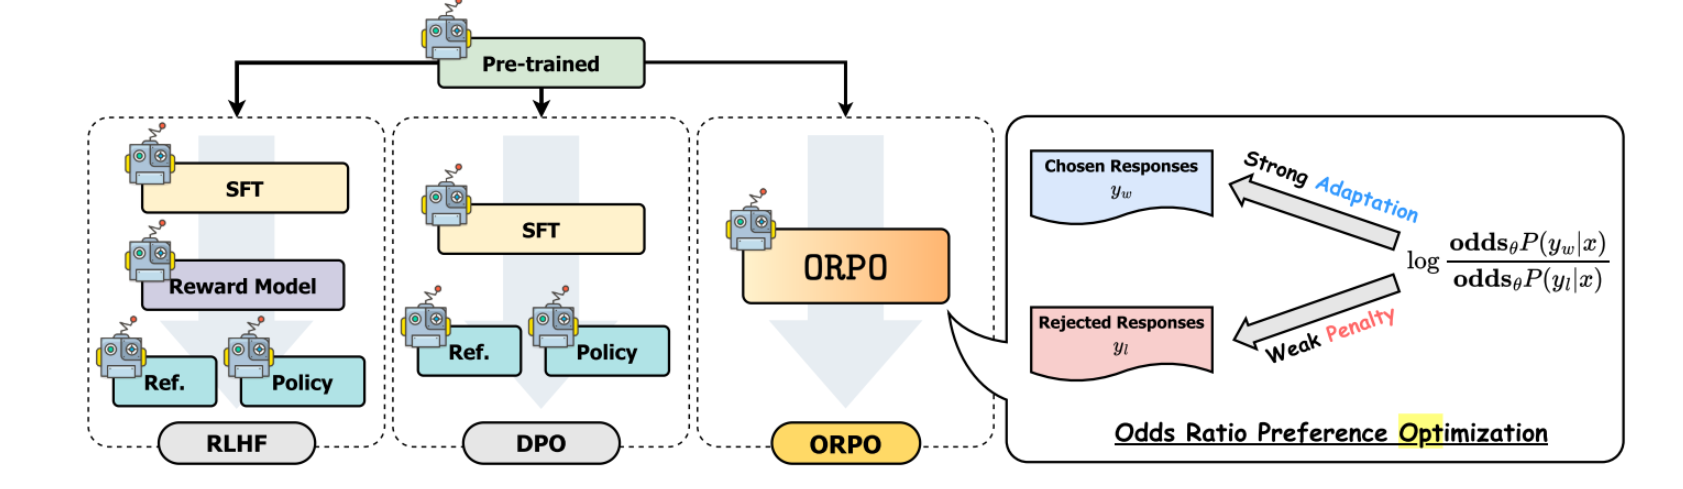 Pre-trained
SFT
Reward Model
Ref.
Policy
RLHF
SFT
Ref.
Policy
DPO
ORPO
ORPO
Chosen Responses
y_w
Rejected Responses
y_l
Strong Adaptation
Weak Penalty
log odds_θP(y_w|x) / odds_θP(y_l|x)
Odds Ratio Preference Optimization